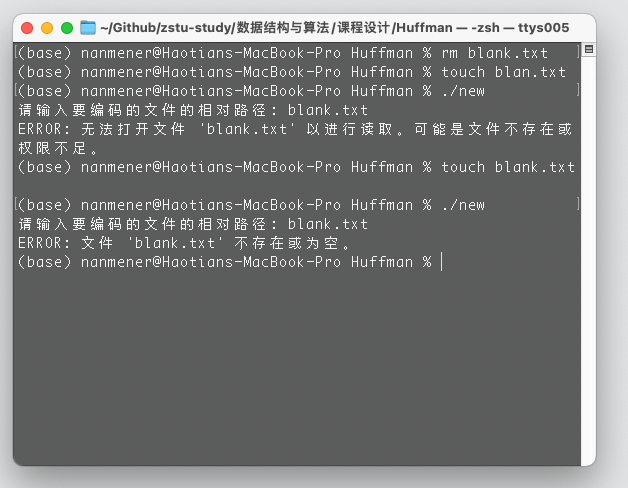 ~/Github/zstu-study/数据结构与算法/课程设计/Huffman — -zsh — ttys005
[(base) nanmener@Haotians-MacBook-Pro Huffman % rm blank.txt ]
[(base) nanmener@Haotians-MacBook-Pro Huffman % touch blan.txt ]
[(base) nanmener@Haotians-MacBook-Pro Huffman % ./new ]
请输入要编码的文件的相对路径: blank.txt
ERROR: 无法打开文件 'blank.txt' 以进行读取。可能是文件不存在或
权限不足。
(base) nanmener@Haotians-MacBook-Pro Huffman % touch blank.txt
[(base) nanmener@Haotians-MacBook-Pro Huffman % ./new ]
请输入要编码的文件的相对路径: blank.txt
ERROR: 文件 'blank.txt' 不存在或为空。
(base) nanmener@Haotians-MacBook-Pro Huffman %